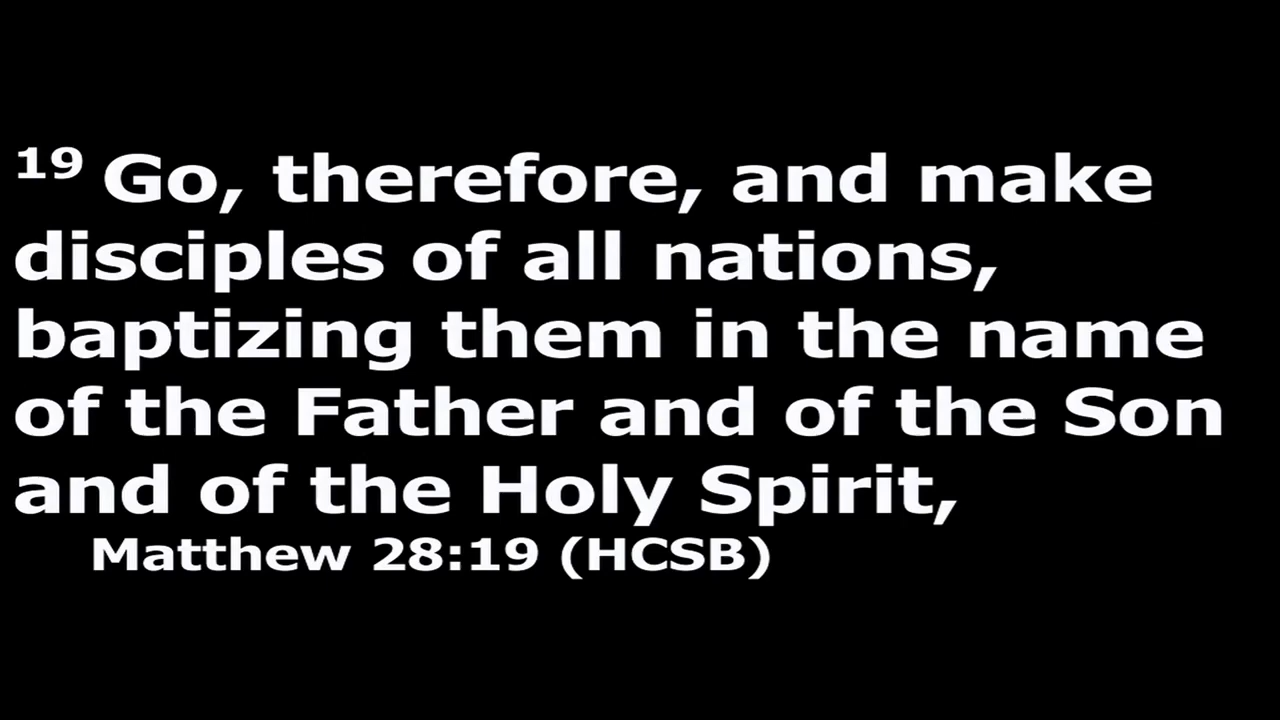 19 Go, therefore, and make
disciples of all nations,
baptizing them in the name
of the Father and of the Son
and of the Holy Spirit,
Matthew 28:19 (HCSB)